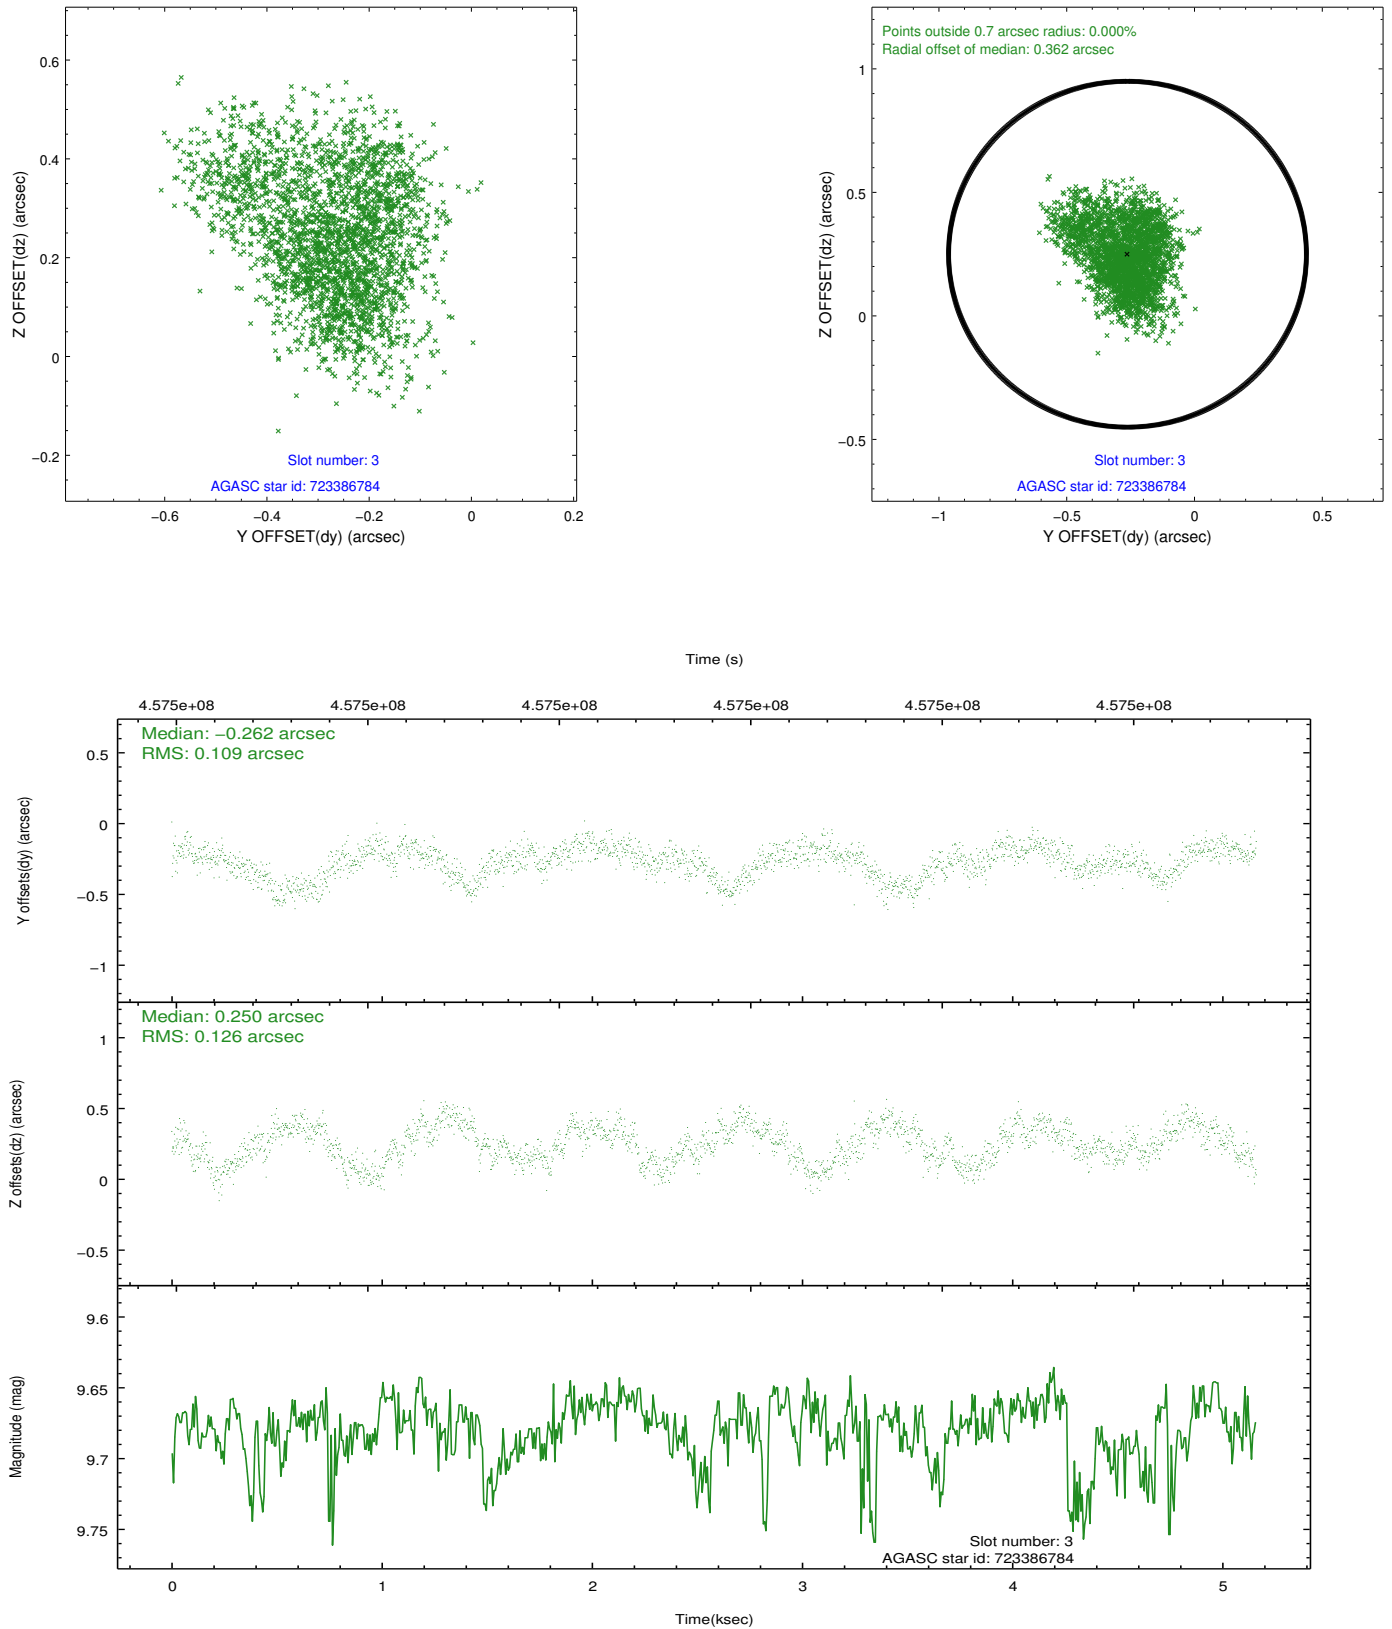 0.6
0.4
0.2
0
−0.2
Z OFFSET(dz) (arcsec)
Slot number: 3
AGASC star id: 723386784
−0.6 −0.4 −0.2 0 0.2
Y OFFSET(dy) (arcsec)
Points outside 0.7 arcsec radius: 0.000%
Radial offset of median: 0.362 arcsec
1
0.5
0
−0.5
Z OFFSET(dz) (arcsec)
Slot number: 3
AGASC star id: 723386784
−1 −0.5 0 0.5
Y OFFSET(dy) (arcsec)
Time (s)
4.575e+08 4.575e+08 4.575e+08 4.575e+08 4.575e+08 4.575e+08
Median: −0.262 arcsec
RMS: 0.109 arcsec
0.5
0
−0.5
−1
Y offsets(dy) (arcsec)
Median: 0.250 arcsec
RMS: 0.126 arcsec
1
0.5
0
−0.5
Z offsets(dz) (arcsec)
9.6
9.65
9.7
9.75
Magnitude (mag)
Slot number: 3
AGASC star id: 723386784
0 1 2 3 4 5
Time(ksec)